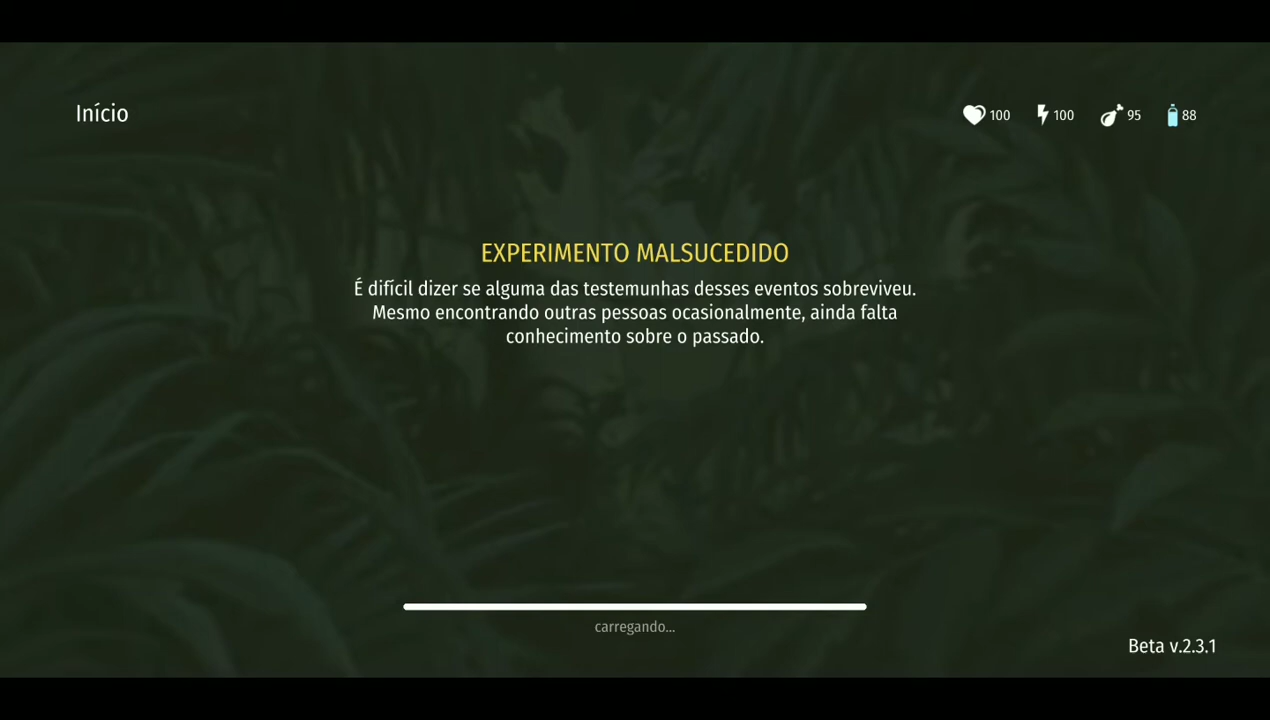 Início
100
100
95
88
EXPERIMENTO MALSUCEDIDO
É difícil dizer se alguma das testemunhas desses eventos sobreviveu.
Mesmo encontrando outras pessoas ocasionalmente, ainda falta
conhecimento sobre o passado.
carregando...
Beta v.2.3.1